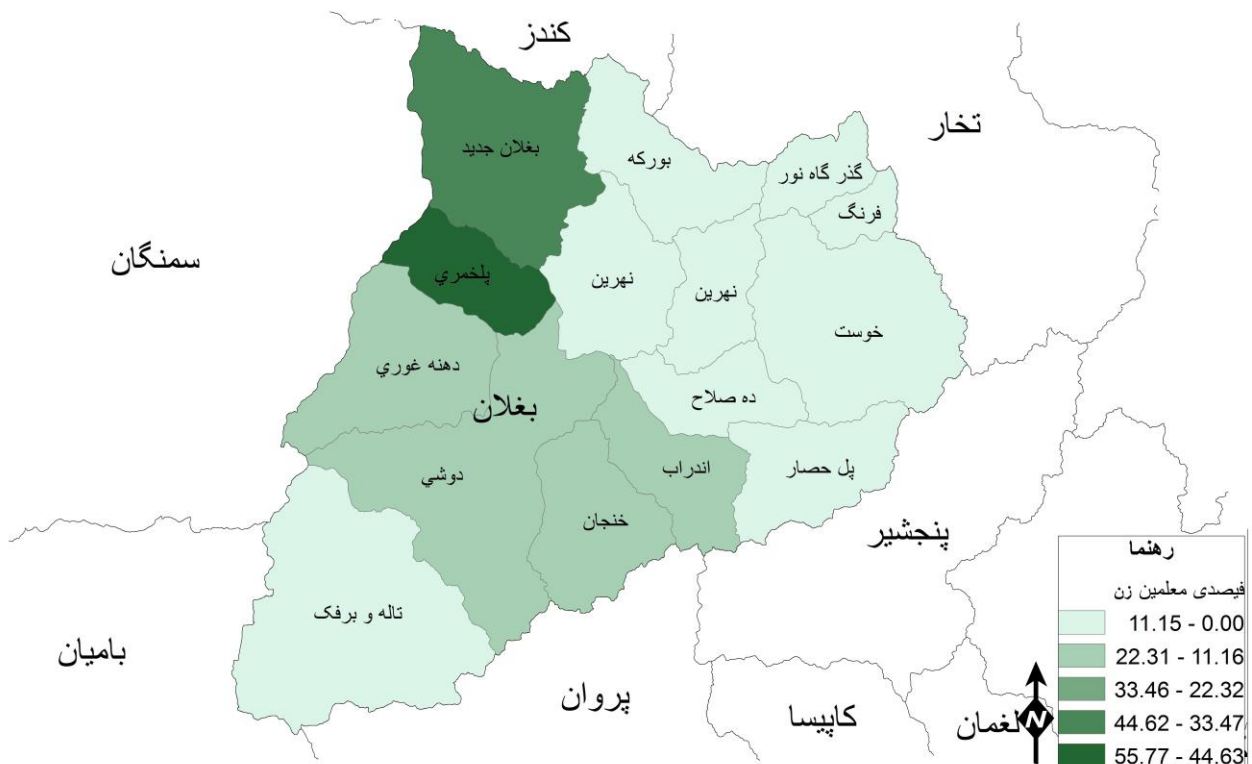 کندز
تخار
بغلان جدید
بورکه
گذر گاه نور
فرنگ
سمنگان
پلخمري
نهرین
نهرین
خوست
دهنه غوري
ده صلاح
بغلان
اندراب
پل حصار
دوشي
خنجان
پنجشیر
تاله و برفک
بامیان
پروان
کاپیسا
لغمان
N
رهنما
فیصدی معلمین زن
11.15 - 0.00
22.31 - 11.16
33.46 - 22.32
44.62 - 33.47
55.77 - 44.63